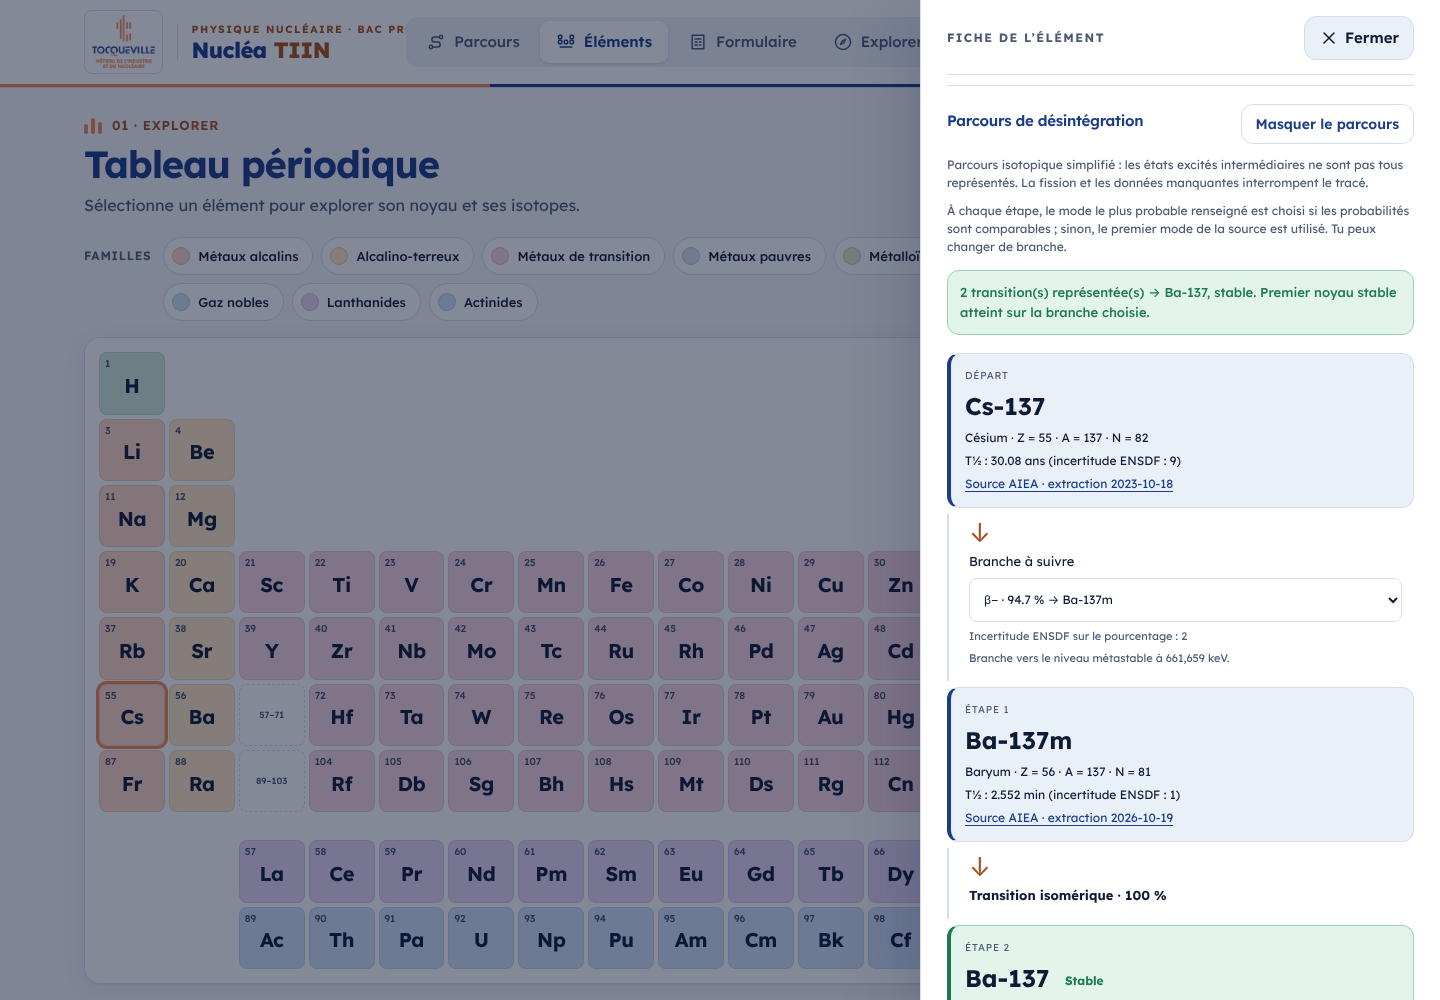 TOCQUEVILLE
MÉTIERS DE L'INDUSTRIE
ET DU NUCLÉAIRE
PHYSIQUE NUCLÉAIRE · BAC PR
Nucléa TIIN
Parcours
Éléments
Formulaire
Explorer
01 · EXPLORER
Tableau périodique
Sélectionne un élément pour explorer son noyau et ses isotopes.
FAMILLES
Métaux alcalins
Alcalino-terreux
Métaux de transition
Métaux pauvres
Métalloï
Gaz nobles
Lanthanides
Actinides
1 H
3 Li
4 Be
11 Na
12 Mg
19 K
20 Ca
21 Sc
22 Ti
23 V
24 Cr
25 Mn
26 Fe
27 Co
28 Ni
29 Cu
30 Zn
37 Rb
38 Sr
39 Y
40 Zr
41 Nb
42 Mo
43 Tc
44 Ru
45 Rh
46 Pd
47 Ag
48 Cd
55 Cs
56 Ba
57–71
72 Hf
73 Ta
74 W
75 Re
76 Os
77 Ir
78 Pt
79 Au
80 Hg
87 Fr
88 Ra
89–103
104 Rf
105 Db
106 Sg
107 Bh
108 Hs
109 Mt
110 Ds
111 Rg
112 Cn
57 La
58 Ce
59 Pr
60 Nd
61 Pm
62 Sm
63 Eu
64 Gd
65 Tb
66 Dy
89 Ac
90 Th
91 Pa
92 U
93 Np
94 Pu
95 Am
96 Cm
97 Bk
98 Cf
FICHE DE L'ÉLÉMENT
Fermer
Parcours de désintégration
Masquer le parcours
Parcours isotopique simplifié : les états excités intermédiaires ne sont pas tous
représentés. La fission et les données manquantes interrompent le tracé.
À chaque étape, le mode le plus probable renseigné est choisi si les probabilités
sont comparables ; sinon, le premier mode de la source est utilisé. Tu peux
changer de branche.
2 transition(s) représentée(s) → Ba-137, stable. Premier noyau stable
atteint sur la branche choisie.
DÉPART
Cs-137
Césium · Z = 55 · A = 137 · N = 82
T½ : 30.08 ans (incertitude ENSDF : 9)
Source AIEA · extraction 2023-10-18
↓
Branche à suivre
β− · 94.7 % → Ba-137m
Incertitude ENSDF sur le pourcentage : 2
Branche vers le niveau métastable à 661,659 keV.
ÉTAPE 1
Ba-137m
Baryum · Z = 56 · A = 137 · N = 81
T½ : 2.552 min (incertitude ENSDF : 1)
Source AIEA · extraction 2026-10-19
↓
Transition isomérique · 100 %
ÉTAPE 2
Ba-137 Stable